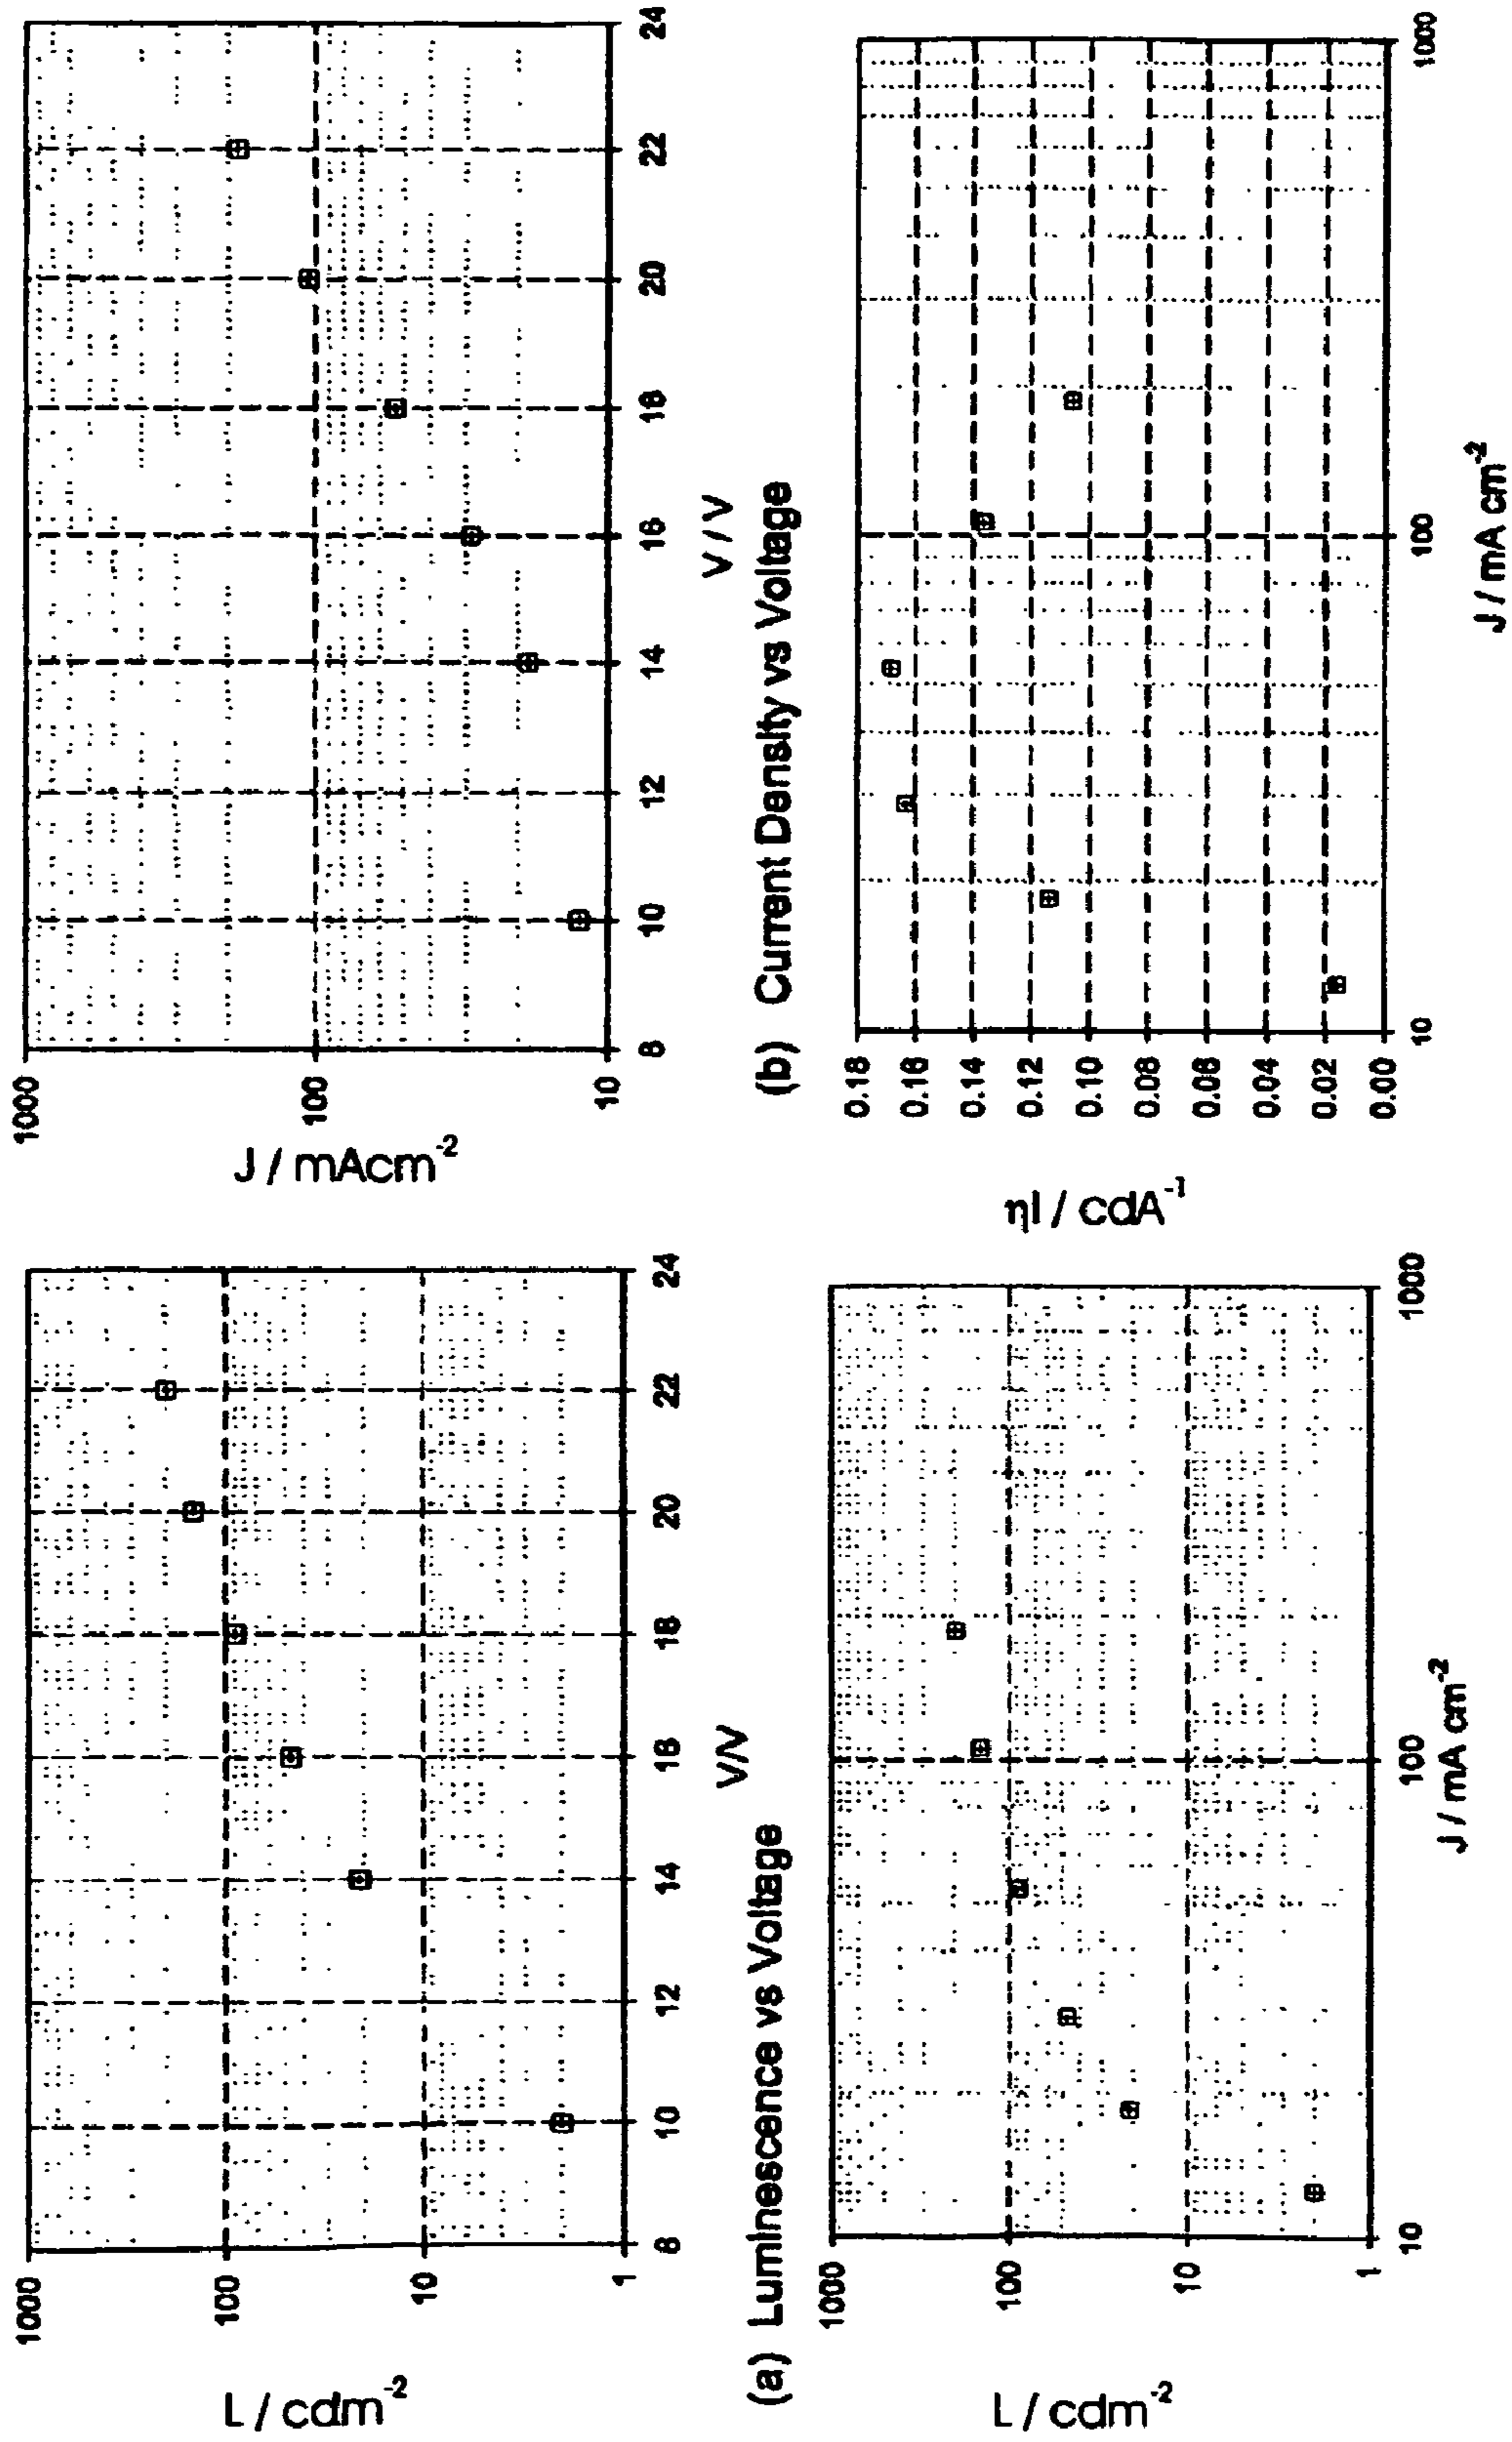 L / cdm⁻²
1000
100
10
1
8 10 12 14 16 18 20 22 24
V/V
(a) Luminescence vs Voltage
J / mAcm⁻²
1000
100
10
8 10 12 14 16 18 20 22 24
V / V
(b) Current Density vs Voltage
L / cdm⁻²
1000
100
10
1
10 100 1000
J / mA cm⁻²
ηl / cdA⁻¹
0.18
0.16
0.14
0.12
0.10
0.08
0.06
0.04
0.02
0.00
10 100 1000
J / mA cm⁻²